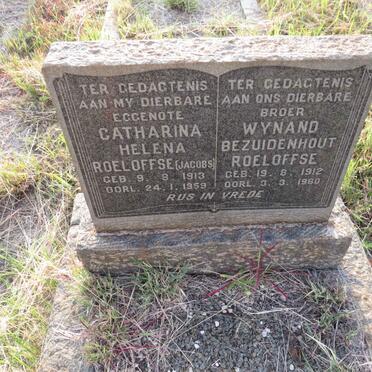 TER GEDAGTENIS
AAN MY DIERBARE
EGGENOTE
CATHARINA
HELENA
ROELOFFSE (JACOBS)
GEB. 9. 9. 1913
OORL. 24. 1. 1959
TER GEDAGTENIS
AAN ONS DIERBARE
BROER
WYNAND
BEZUIDENHOUT
ROELOFFSE
GEB. 19. 6. 1912
OORL. 3. 3. 1960
RUS IN VREDE